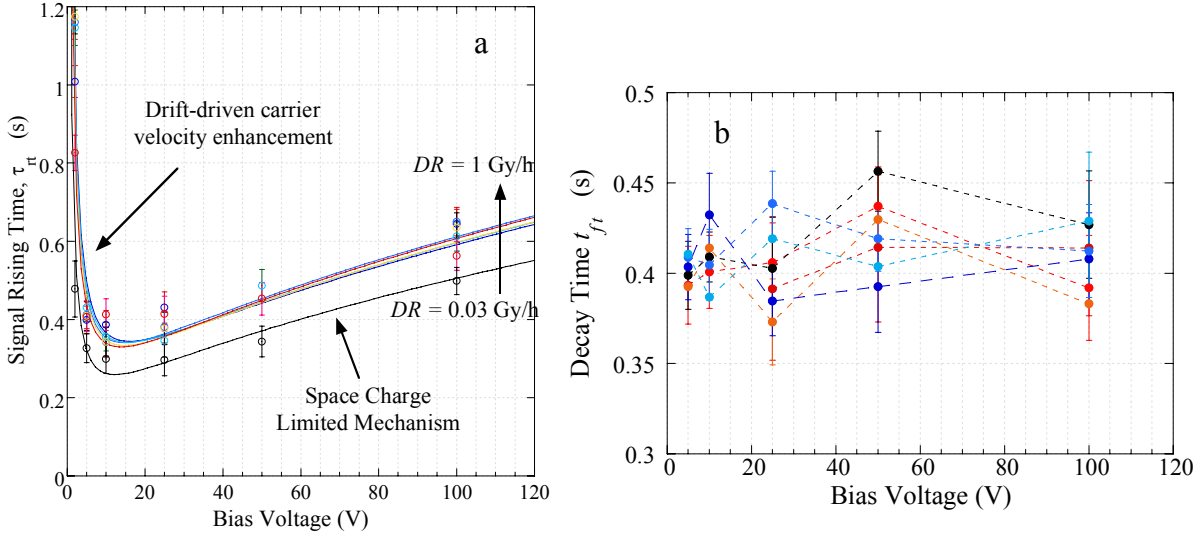 a
1.2
1
0.8
0.6
0.4
0.2
0
Signal Rising Time, τrt (s)
Drift-driven carrier
velocity enhancement
DR = 1 Gy/h
DR = 0.03 Gy/h
Space Charge
Limited Mechanism
0 20 40 60 80 100 120
Bias Voltage (V)
b
0.5
0.45
0.4
0.35
0.3
Decay Time tft (s)
0 20 40 60 80 100 120
Bias Voltage (V)